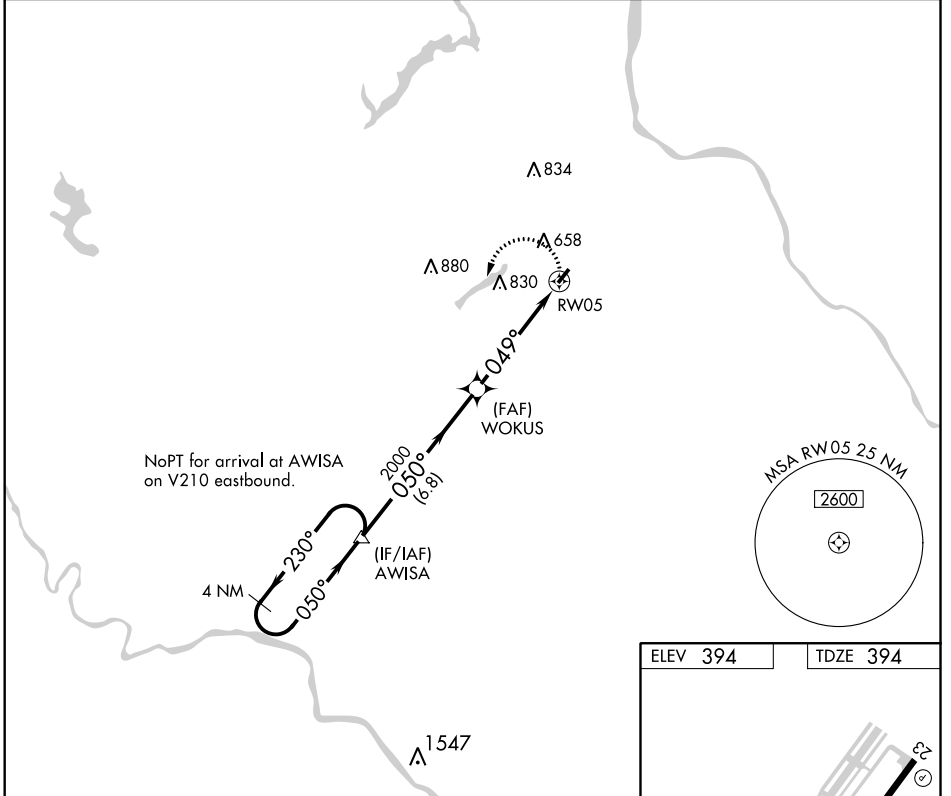 834
658
880
830
RW05
049°
(FAF)
WOKUS
NoPT for arrival at AWISA
on V210 eastbound.
2000
050°
(6.8)
MSA RW05 25 NM
2600
230°
(IF/IAF)
AWISA
4 NM
050°
ELEV 394
TDZE 394
1547
23
P